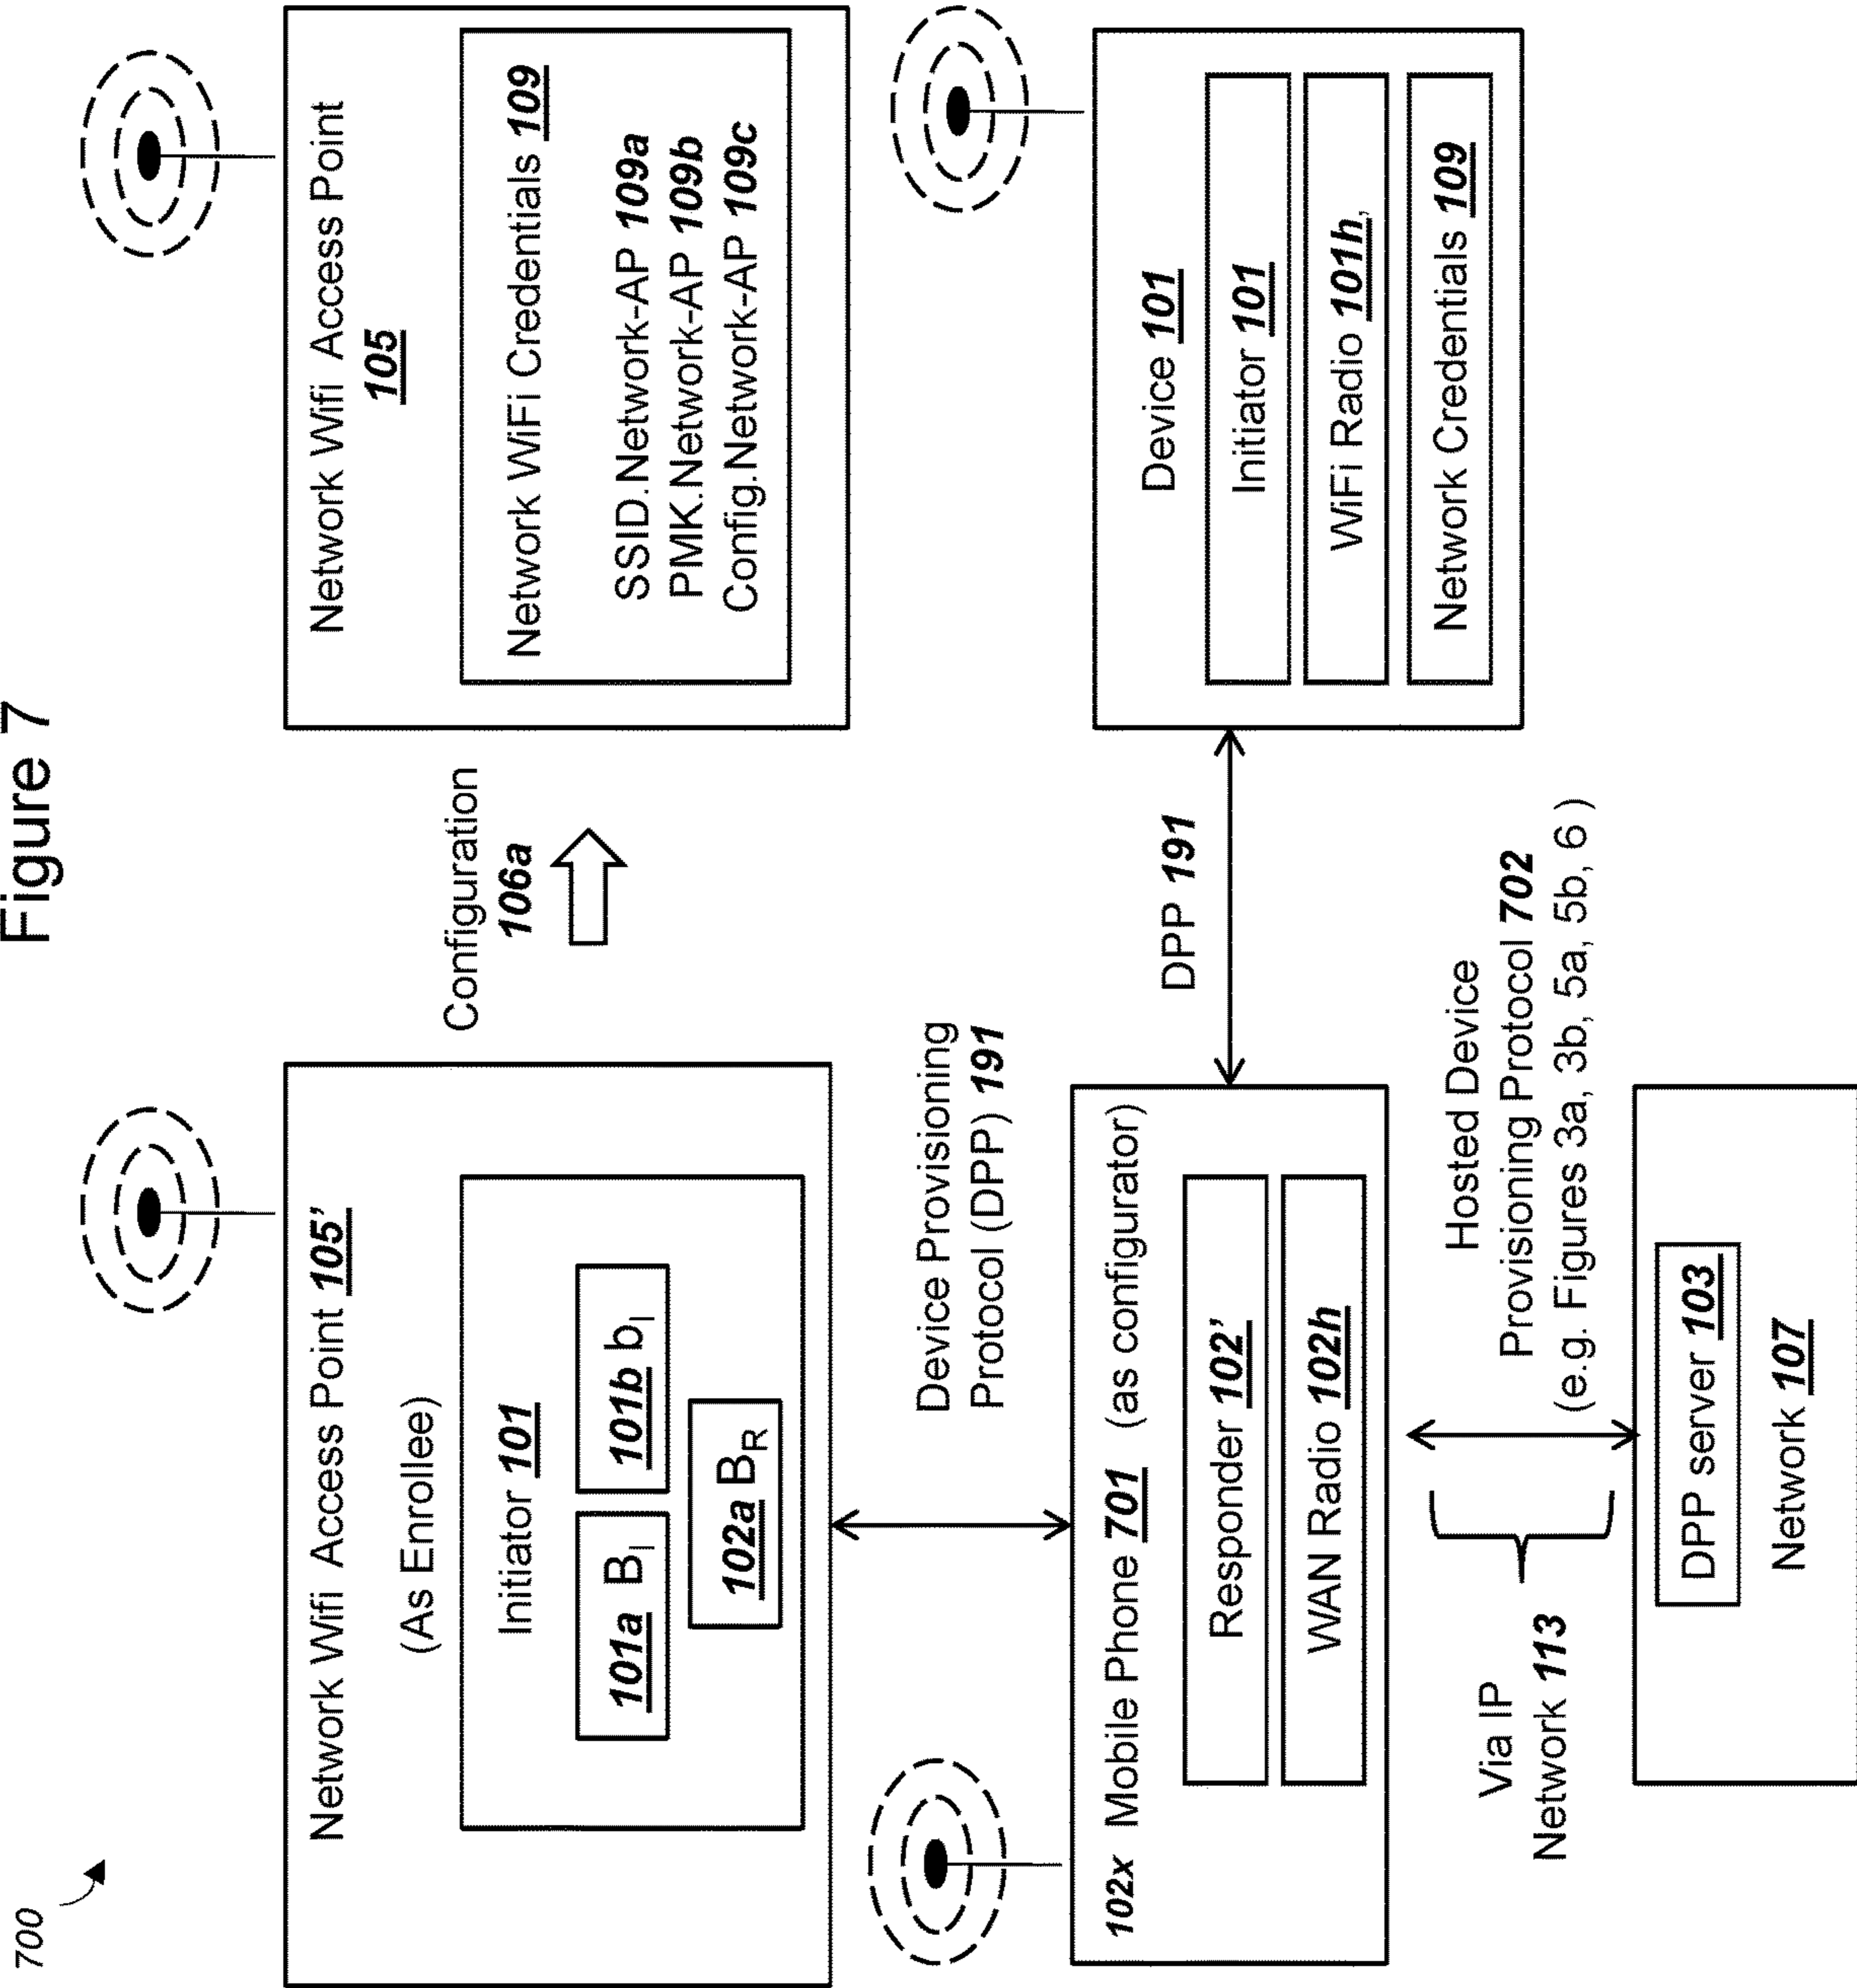 Figure 7
700
Network Wifi Access Point 105'
(As Enrollee)
Initiator 101
101a BI
101b bI
102a BR
Configuration
106a
Network Wifi Access Point
105
Network WiFi Credentials 109
SSID.Network-AP 109a
PMK.Network-AP 109b
Config.Network-AP 109c
Device Provisioning
Protocol (DPP) 191
102x Mobile Phone 701 (as configurator)
Responder 102'
WAN Radio 102h
DPP 191
Device 101
Initiator 101
WiFi Radio 101h,
Network Credentials 109
Via IP
Network 113
Hosted Device
Provisioning Protocol 702
(e.g. Figures 3a, 3b, 5a, 5b, 6 )
DPP server 103
Network 107